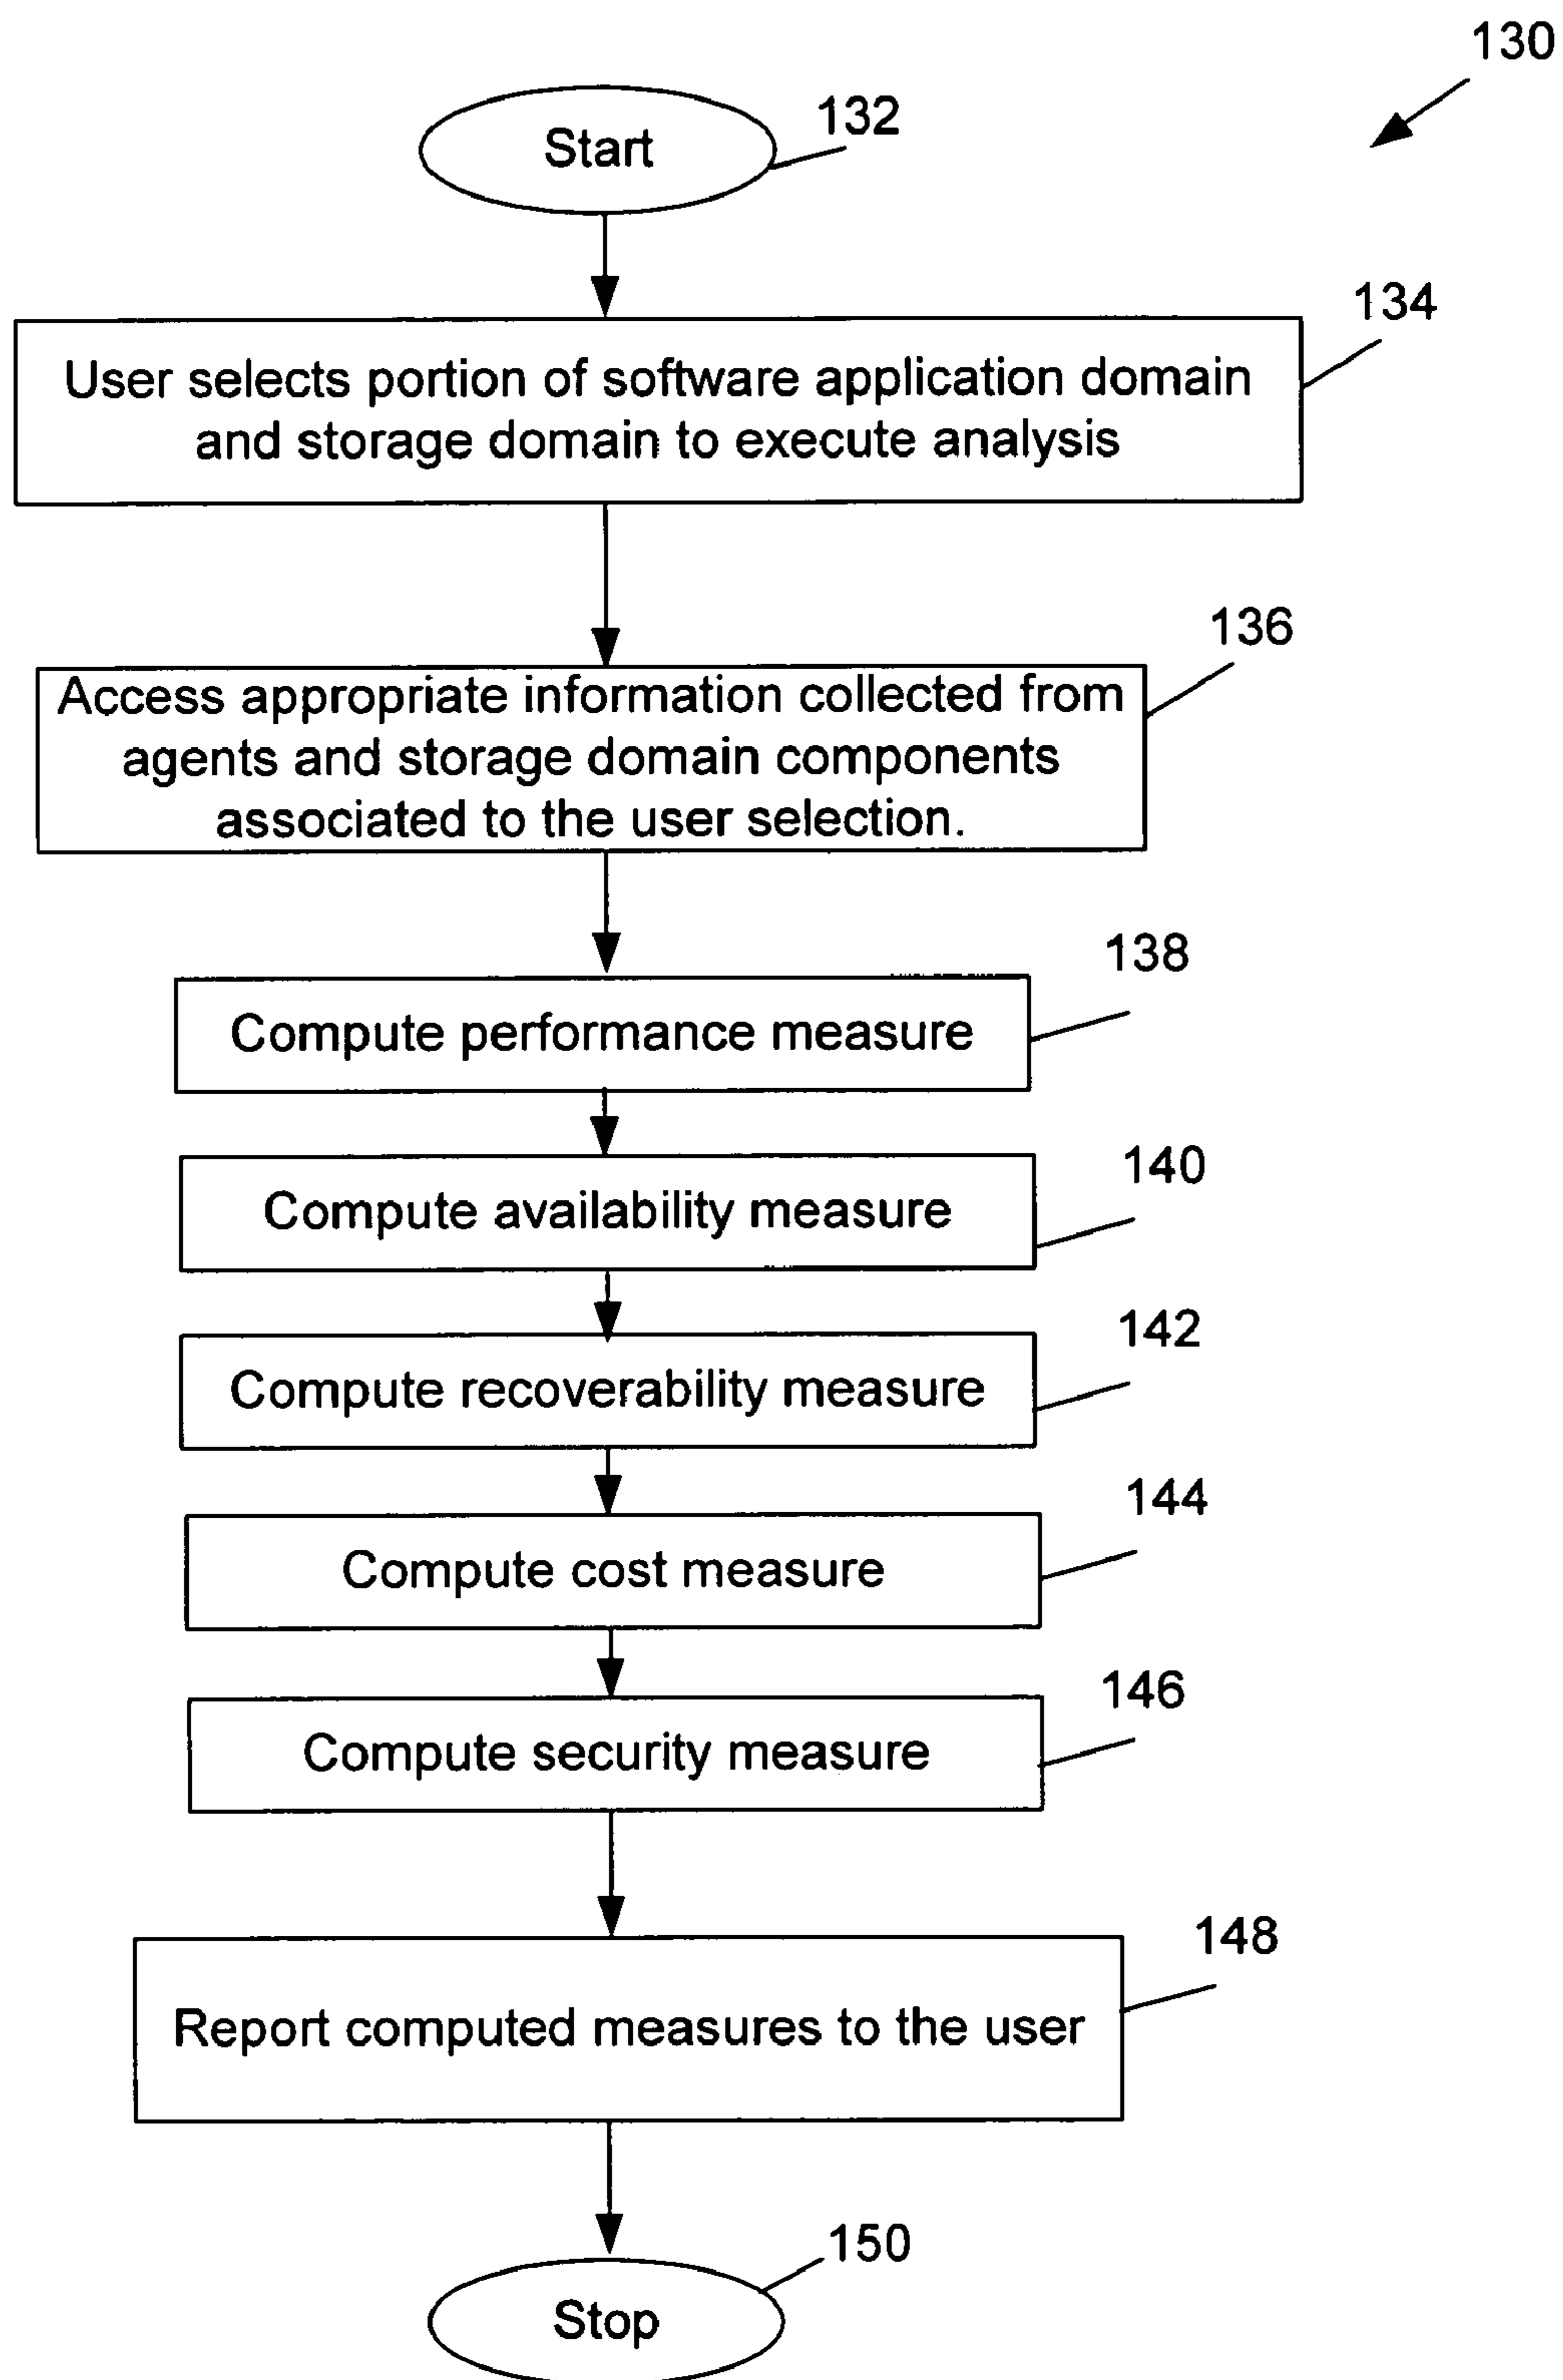 130
Start
132
134
User selects portion of software application domain
and storage domain to execute analysis
136
Access appropriate information collected from
agents and storage domain components
associated to the user selection.
138
Compute performance measure
140
Compute availability measure
142
Compute recoverability measure
144
Compute cost measure
146
Compute security measure
148
Report computed measures to the user
150
Stop